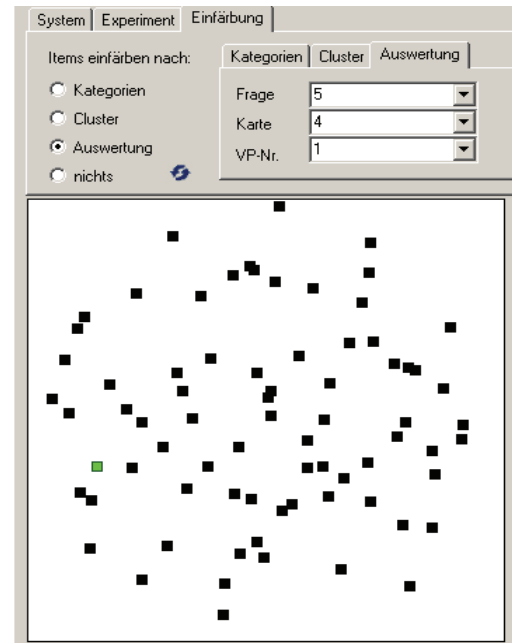 System Experiment Einfärbung
Items einfärben nach:
Kategorien
Cluster
Auswertung
nichts
Kategorien Cluster Auswertung
Frage 5
Karte 4
VP-Nr. 1